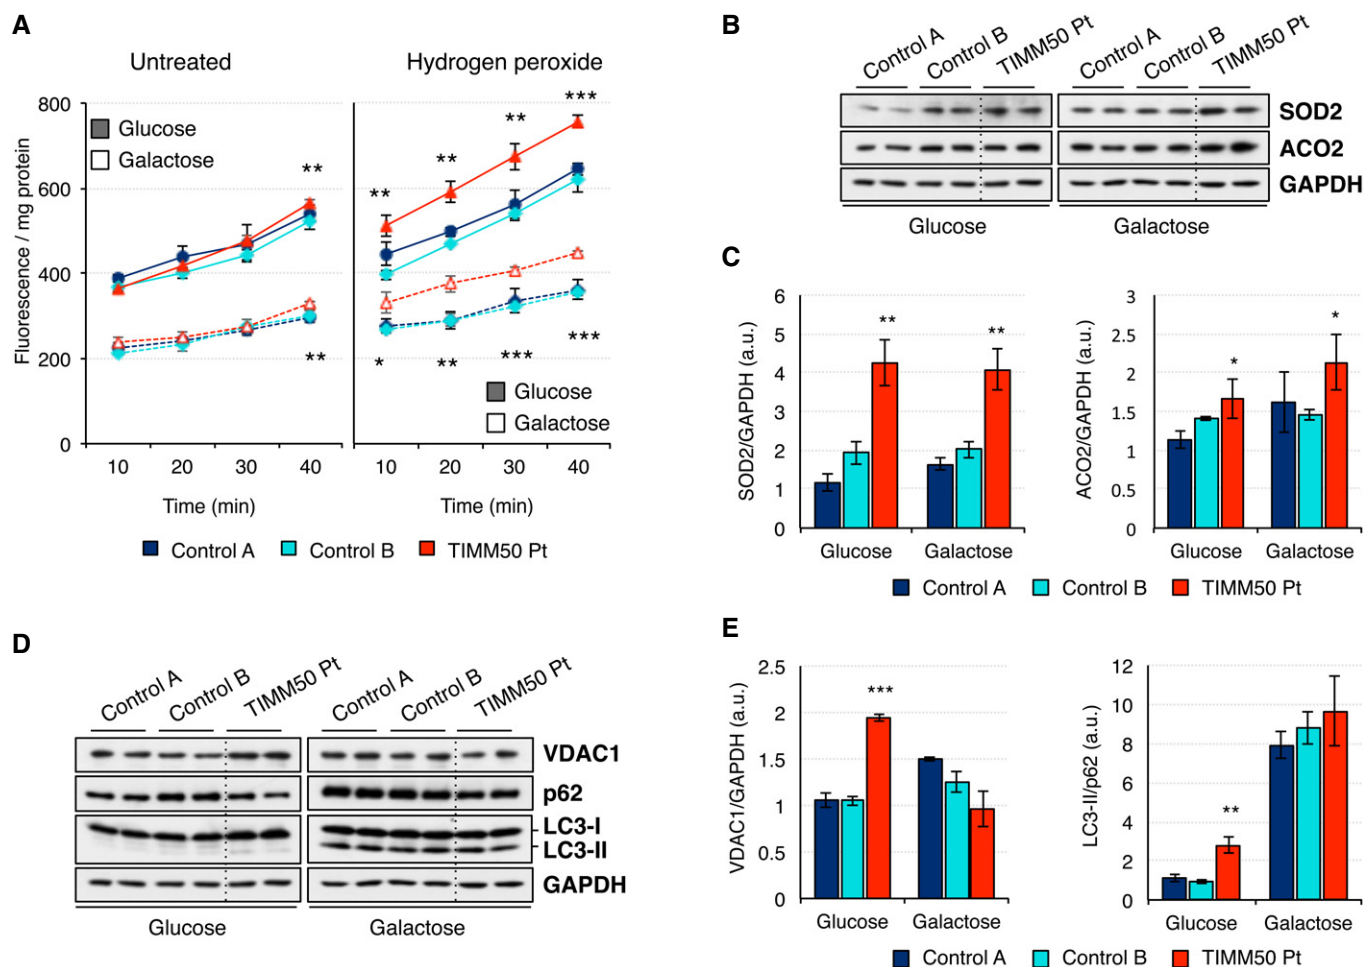 A
Untreated
Hydrogen peroxide
Fluorescence / mg protein
800
600
400
200
0
Glucose
Galactose
**
**
**
**
**
***
*
**
***
***
Glucose
Galactose
10 20 30 40
10 20 30 40
Time (min)
Time (min)
Control A Control B TIMM50 Pt
B
Control A Control B TIMM50 Pt Control A Control B TIMM50 Pt
SOD2
ACO2
GAPDH
Glucose Galactose
C
SOD2/GAPDH (a.u.)
6
5
4
3
2
1
0
**
**
Glucose Galactose
ACO2/GAPDH (a.u.)
3
2.5
2
1.5
1
0.5
0
*
*
Glucose Galactose
Control A Control B TIMM50 Pt
D
Control A Control B TIMM50 Pt Control A Control B TIMM50 Pt
VDAC1
p62
LC3-I
LC3-II
GAPDH
Glucose Galactose
E
VDAC1/GAPDH (a.u.)
2.5
2
1.5
1
0.5
0
***
Glucose Galactose
LC3-II/p62 (a.u.)
12
10
8
6
4
2
0
**
Glucose Galactose
Control A Control B TIMM50 Pt